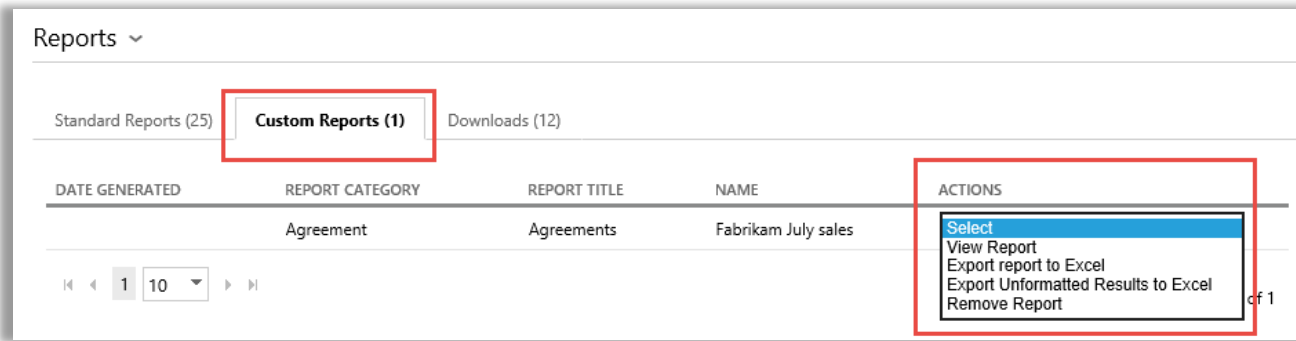 Reports
Standard Reports (25) Custom Reports (1) Downloads (12)
DATE GENERATED REPORT CATEGORY REPORT TITLE NAME ACTIONS
Agreement Agreements Fabrikam July sales Select
View Report
Export report to Excel
Export Unformatted Results to Excel
Remove Report
1 10 of 1